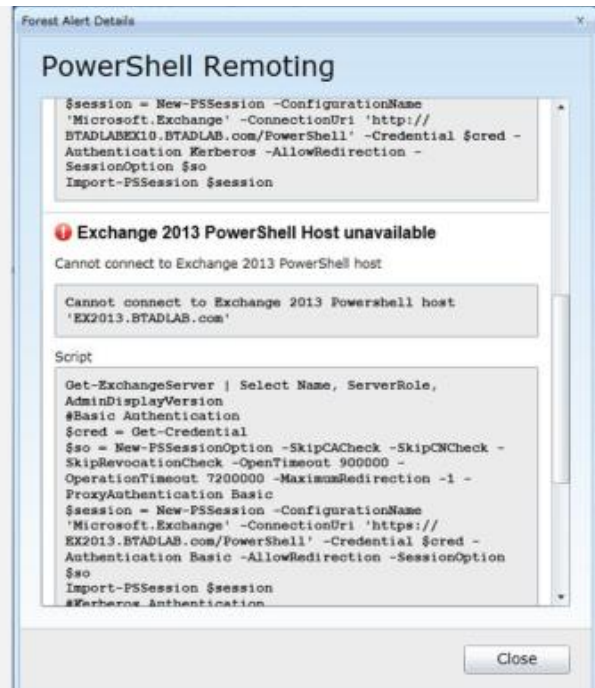 Forest Alert Details
x
PowerShell Remoting
$session = New-PSSession -ConfigurationName
'Microsoft.Exchange' -ConnectionUri 'http://
BTADLABEX10.BTADLAB.com/PowerShell' -Credential $cred -
Authentication Kerberos -AllowRedirection -
SessionOption $so
Import-PSSession $session
Exchange 2013 PowerShell Host unavailable
Cannot connect to Exchange 2013 PowerShell host
Cannot connect to Exchange 2013 Powershell host
'EX2013.BTADLAB.com'
Script
Get-ExchangeServer | Select Name, ServerRole,
AdminDisplayVersion
#Basic Authentication
$cred = Get-Credential
$so = New-PSSessionOption -SkipCACheck -SkipCNCheck -
SkipRevocationCheck -OpenTimeout 900000 -
OperationTimeout 7200000 -MaximumRedirection -1 -
ProxyAuthentication Basic
$session = New-PSSession -ConfigurationName
'Microsoft.Exchange' -ConnectionUri 'https://
EX2013.BTADLAB.com/PowerShell' -Credential $cred -
Authentication Basic -AllowRedirection -SessionOption
$so
Import-PSSession $session
#Kerberos Authentication
Close